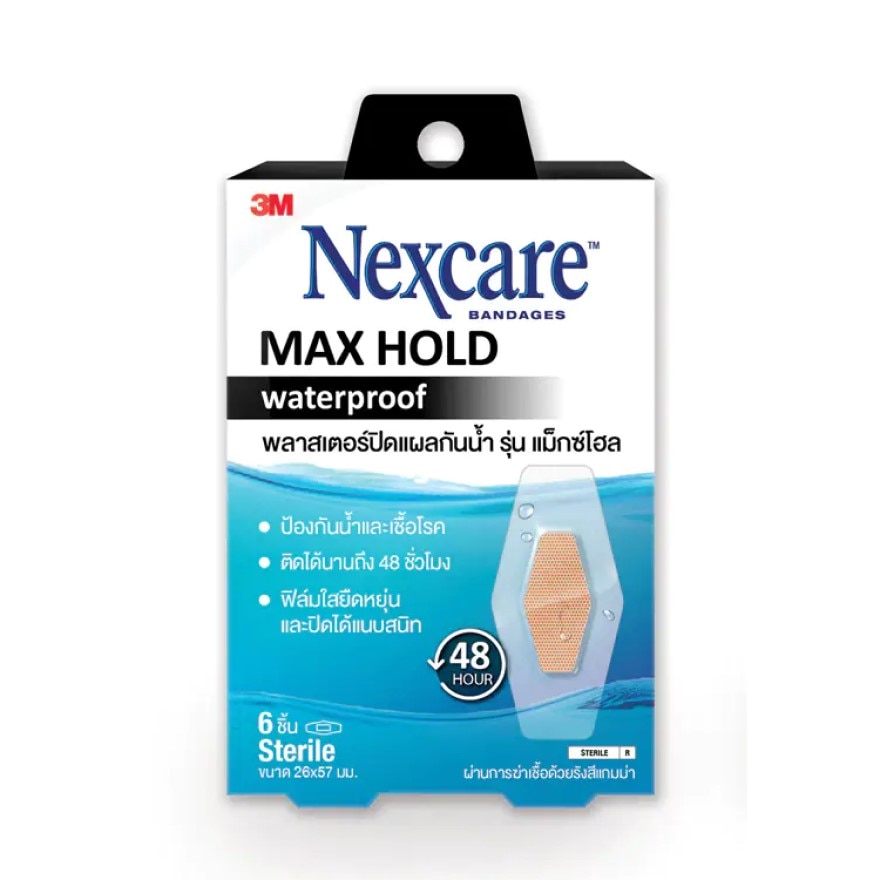 3M
Nexcare™
BANDAGES
MAX HOLD
waterproof
พลาสเตอร์ปิดแผลกันน้ำ รุ่น แม็กซ์โฮล
• ป้องกันน้ำและเชื้อโรค
• ติดได้นานถึง 48 ชั่วโมง
• ฟิล์มใสยืดหยุ่น
และปิดได้แนบสนิท
48
HOUR
6 ชิ้น
Sterile
ขนาด 26x57 มม.
STERILE R
ผ่านการฆ่าเชื้อด้วยรังสีแกมม่า